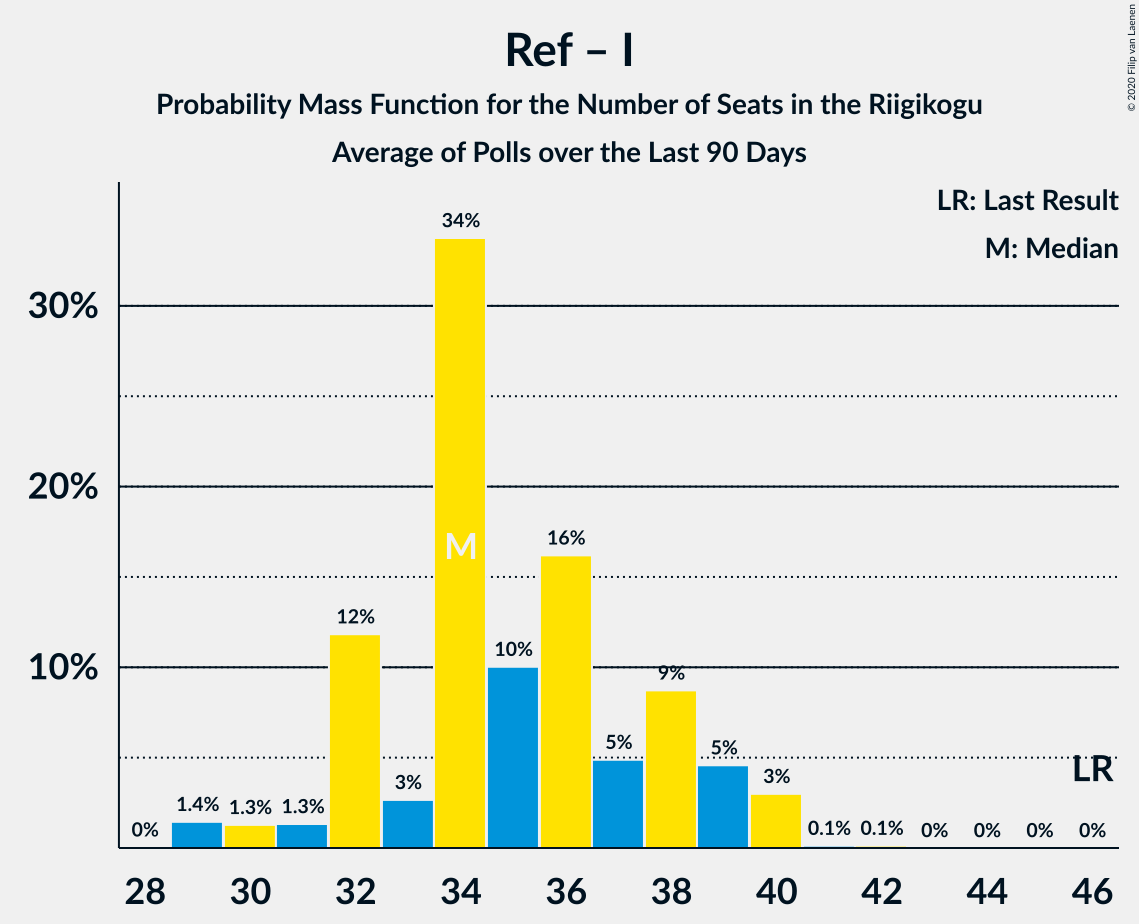 Ref – I
Probability Mass Function for the Number of Seats in the Riigikogu
Average of Polls over the Last 90 Days
© 2020 Filip van Laenen
LR: Last Result
M: Median
30%
20%
10%
0%
1.4%
1.3%
1.3%
12%
3%
34%
M
10%
16%
5%
9%
5%
3%
0.1%
0.1%
0%
0%
0%
0%
LR
28 30 32 34 36 38 40 42 44 46